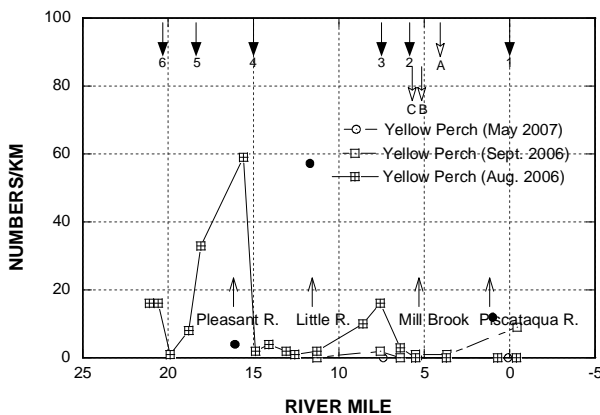 100
80
60
40
20
0
NUMBERS/KM
6 5 4 3 2 A 1
C B
Yellow Perch (May 2007)
Yellow Perch (Sept. 2006)
Yellow Perch (Aug. 2006)
Pleasant R. Little R. Mill Brook Piscataqua R.
25 20 15 10 5 0 -5
RIVER MILE